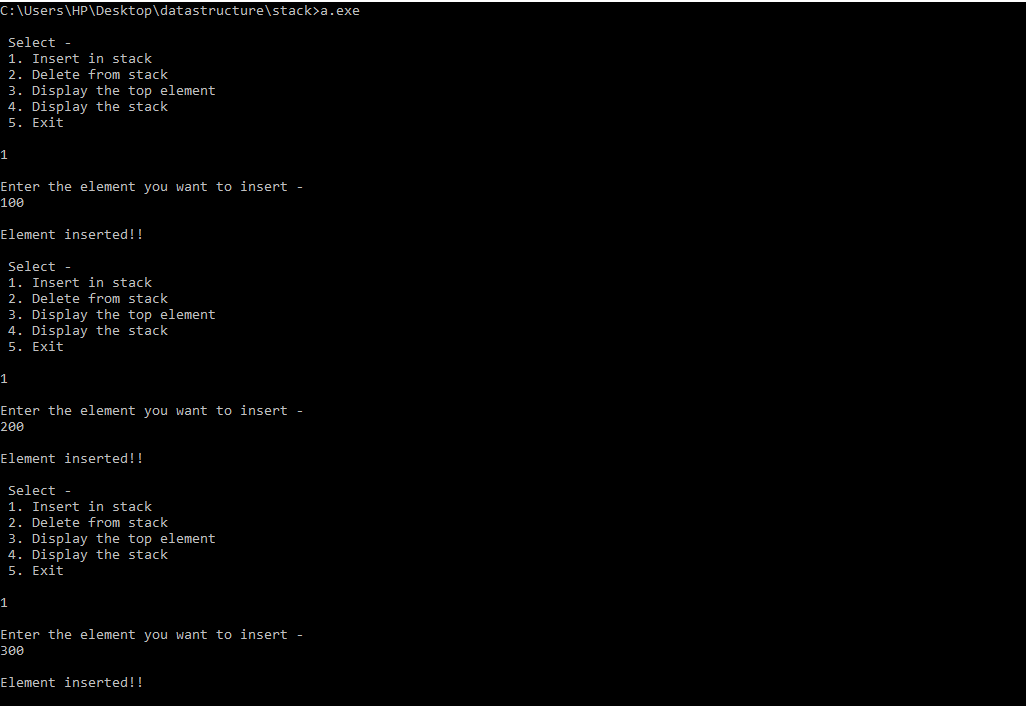 C:\Users\HP\Desktop\datastructure\stack>a.exe
Select -
1. Insert in stack
2. Delete from stack
3. Display the top element
4. Display the stack
5. Exit
1
Enter the element you want to insert -
100
Element inserted!!
Select -
1. Insert in stack
2. Delete from stack
3. Display the top element
4. Display the stack
5. Exit
1
Enter the element you want to insert -
200
Element inserted!!
Select -
1. Insert in stack
2. Delete from stack
3. Display the top element
4. Display the stack
5. Exit
1
Enter the element you want to insert -
300
Element inserted!!